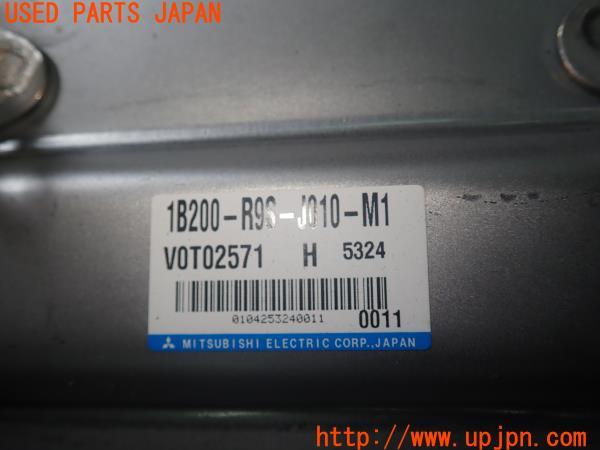 USED PARTS JAPAN
1B200-R9S-J010-M1
V0T02571 H 5324
0104253240011 0011
MITSUBISHI ELECTRIC CORP.,JAPAN
http://www.upjpn.com/